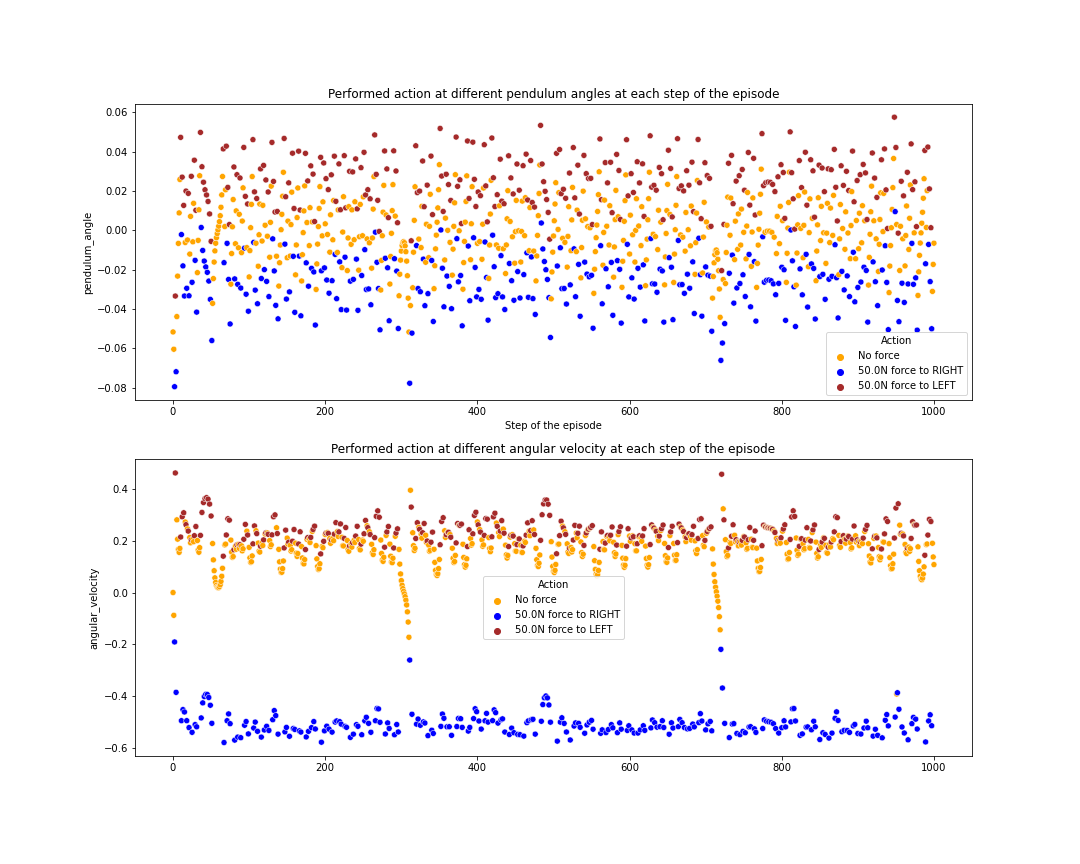 Performed action at different pendulum angles at each step of the episode
0.06
0.04
0.02
0.00
−0.02
−0.04
−0.06
−0.08
pendulum_angle
Action
No force
50.0N force to RIGHT
50.0N force to LEFT
0 200 400 600 800 1000
Step of the episode
Performed action at different angular velocity at each step of the episode
0.4
0.2
0.0
−0.2
−0.4
−0.6
angular_velocity
Action
No force
50.0N force to RIGHT
50.0N force to LEFT
0 200 400 600 800 1000